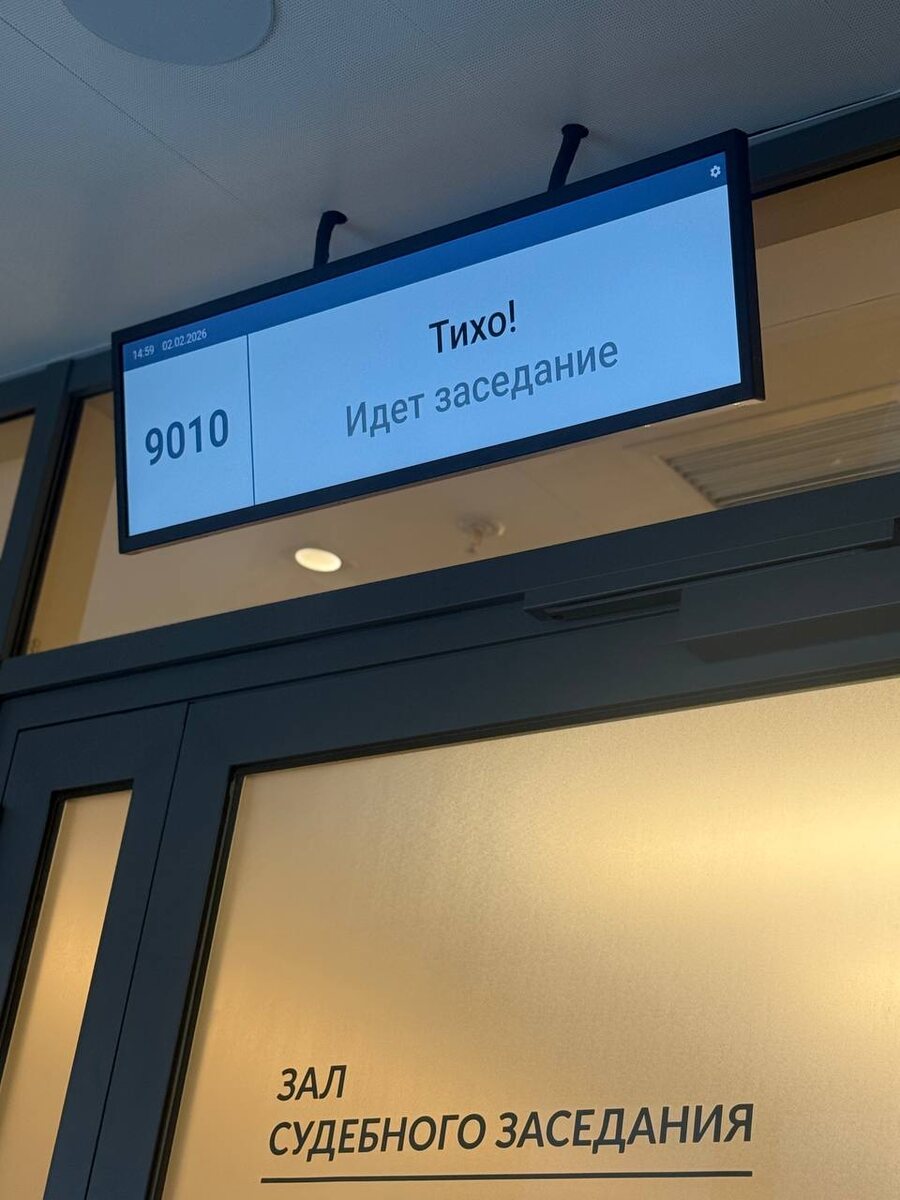 14:59 02.02.2026
9010
Тихо!
Идет заседание
ЗАЛ
СУДЕБНОГО ЗАСЕДАНИЯ